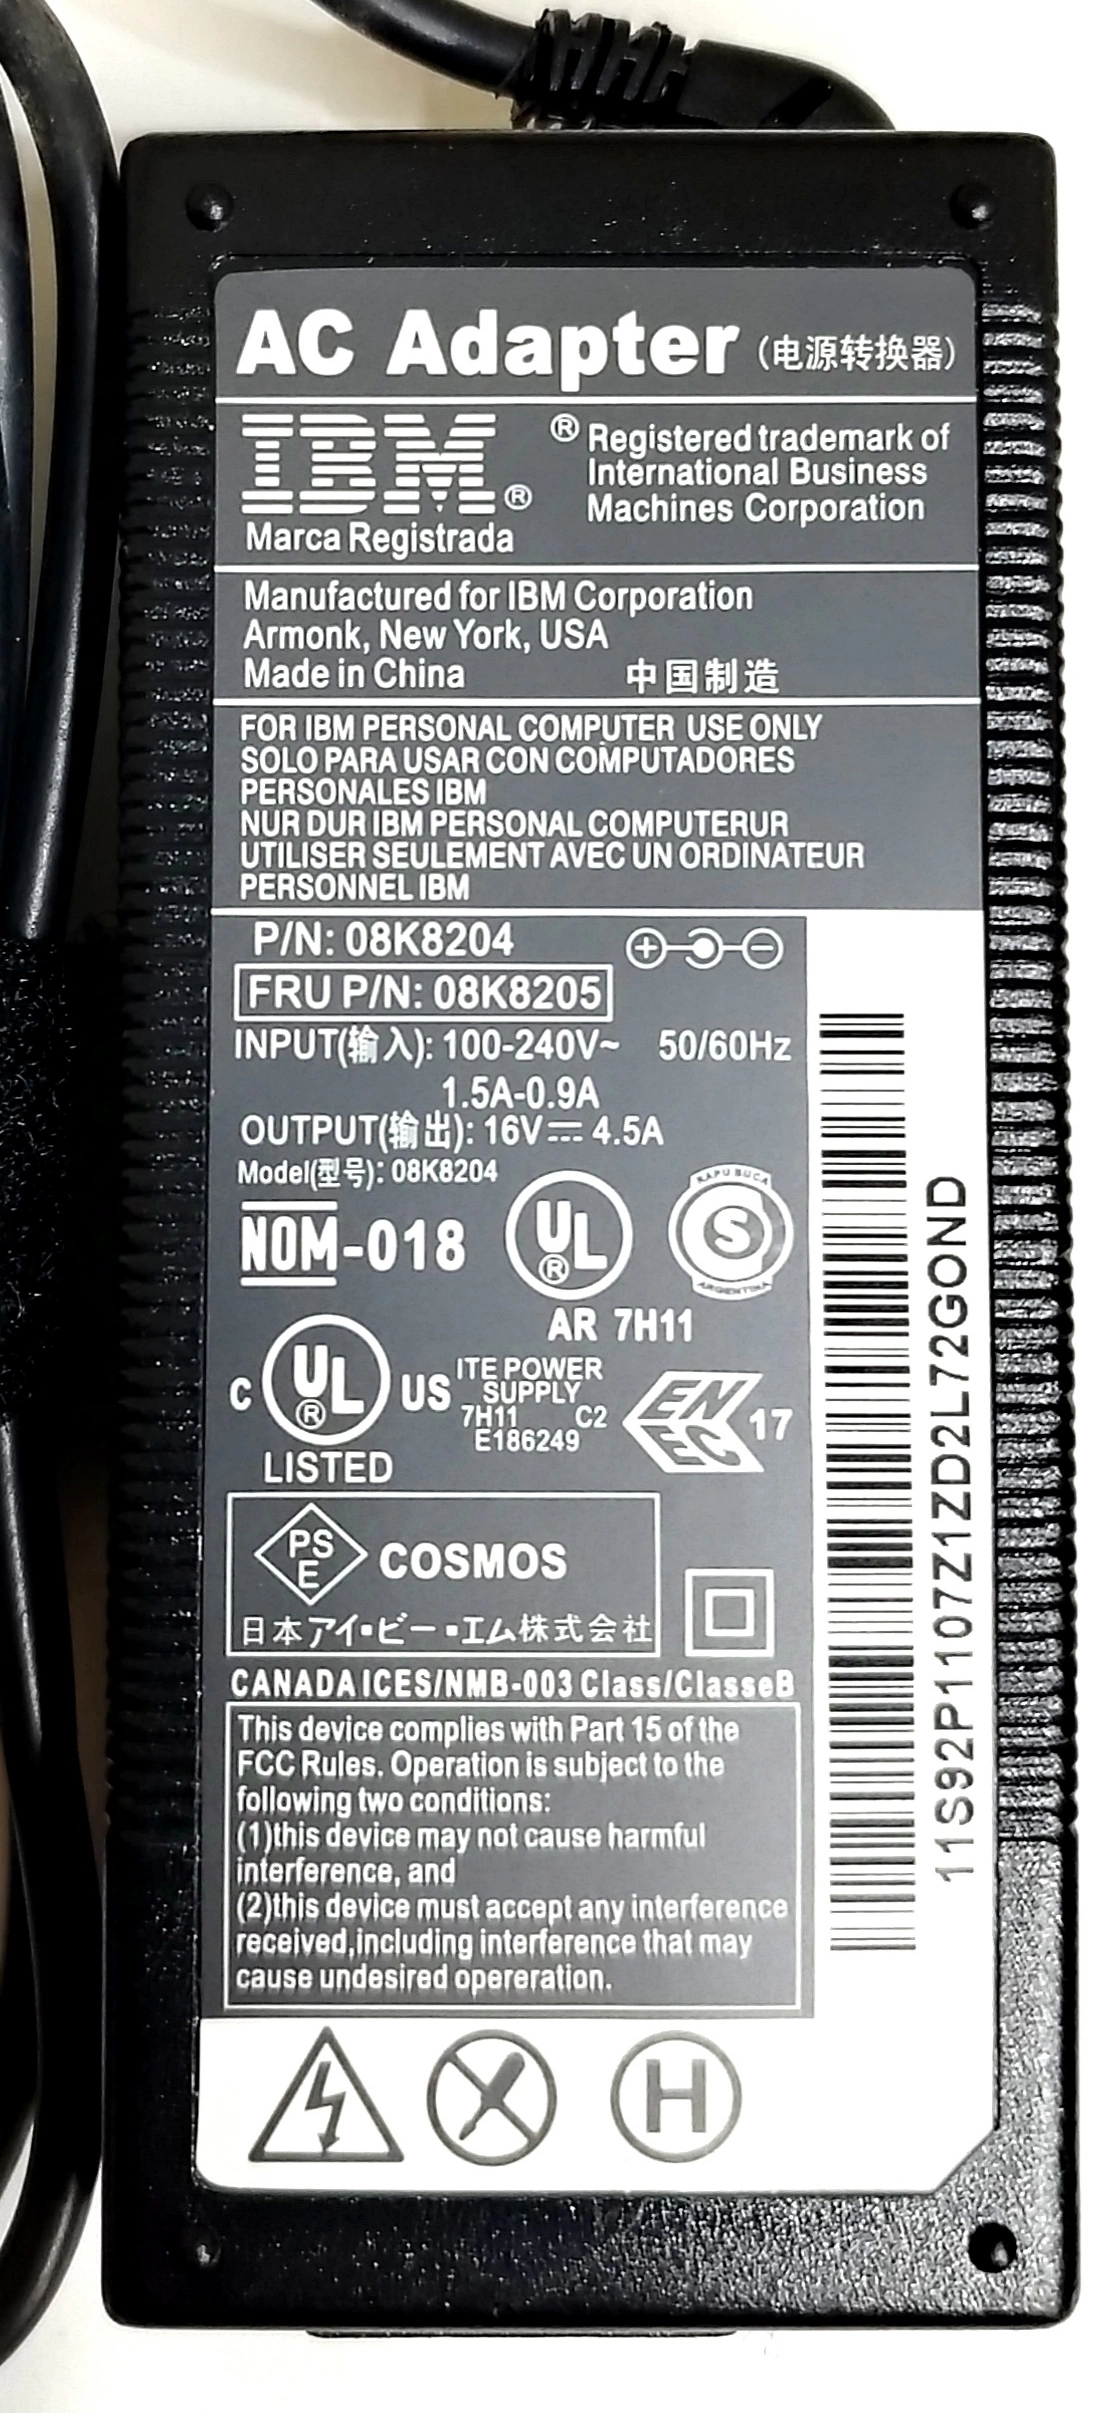 AC Adapter (电源转换器)
IBM®
Marca Registrada
® Registered trademark of
International Business
Machines Corporation
Manufactured for IBM Corporation
Armonk, New York, USA
Made in China 中国制造
FOR IBM PERSONAL COMPUTER USE ONLY
SOLO PARA USAR CON COMPUTADORES
PERSONALES IBM
NUR DUR IBM PERSONAL COMPUTERUR
UTILISER SEULEMENT AVEC UN ORDINATEUR
PERSONNEL IBM
P/N: 08K8204
FRU P/N: 08K8205
INPUT(输入): 100-240V~ 50/60Hz
1.5A-0.9A
OUTPUT(输出): 16V⎓ 4.5A
Model(型号): 08K8204
NOM-018
UL®
RAPU BUCA
S
ARGENTINA
AR 7H11
C UL® US
LISTED
ITE POWER
SUPPLY
7H11 C2
E186249
ENEC 17
PSE COSMOS
日本アイ・ビー・エム株式会社
CANADA ICES/NMB-003 Class/ClasseB
This device complies with Part 15 of the
FCC Rules. Operation is subject to the
following two conditions:
(1)this device may not cause harmful
interference, and
(2)this device must accept any interference
received,including interference that may
cause undesired opereration.
H
11S92P1107Z1ZD2L72GOND